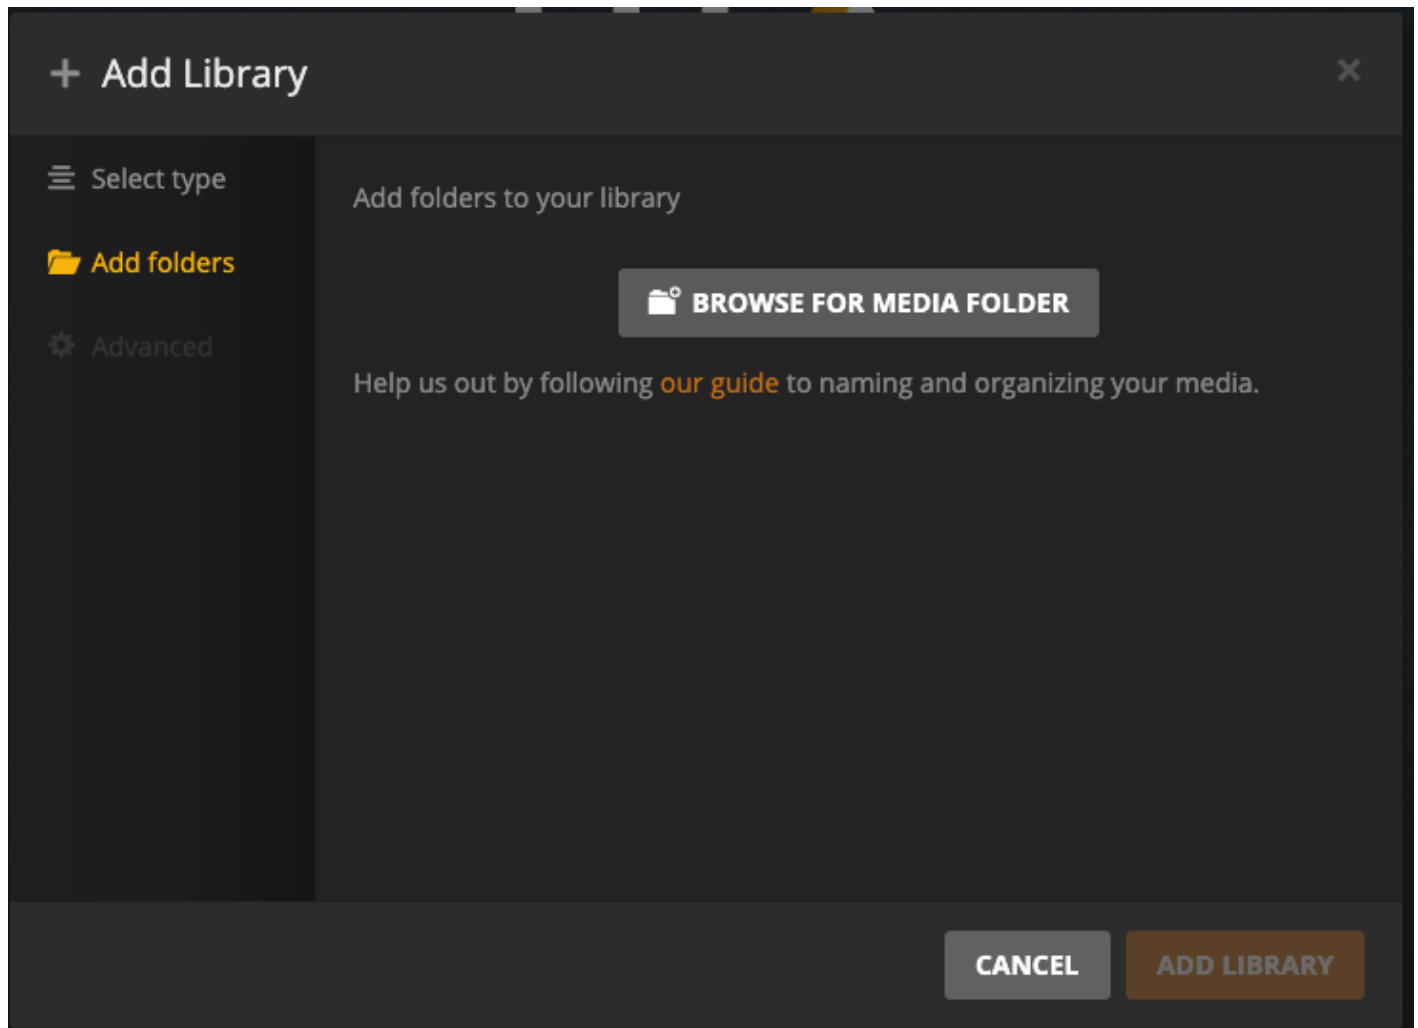 Add Library
Select type
Add folders
Advanced
Add folders to your library
BROWSE FOR MEDIA FOLDER
Help us out by following our guide to naming and organizing your media.
CANCEL
ADD LIBRARY